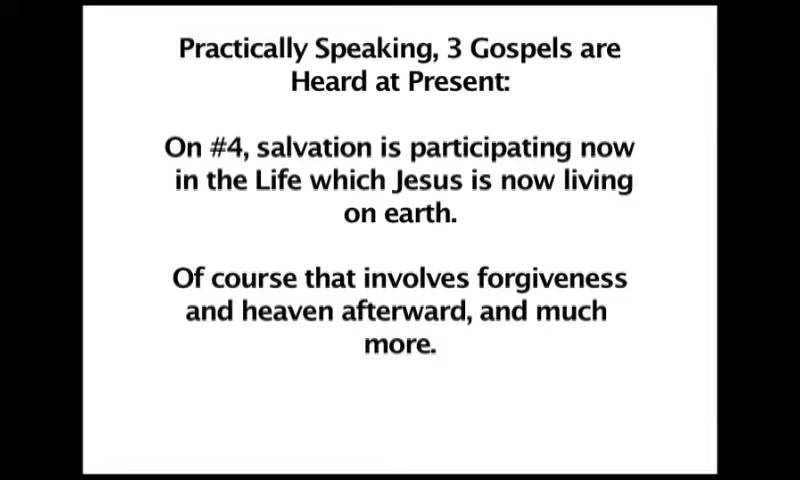 Practically Speaking, 3 Gospels are
Heard at Present:
On #4, salvation is participating now
in the Life which Jesus is now living
on earth.
Of course that involves forgiveness
and heaven afterward, and much
more.